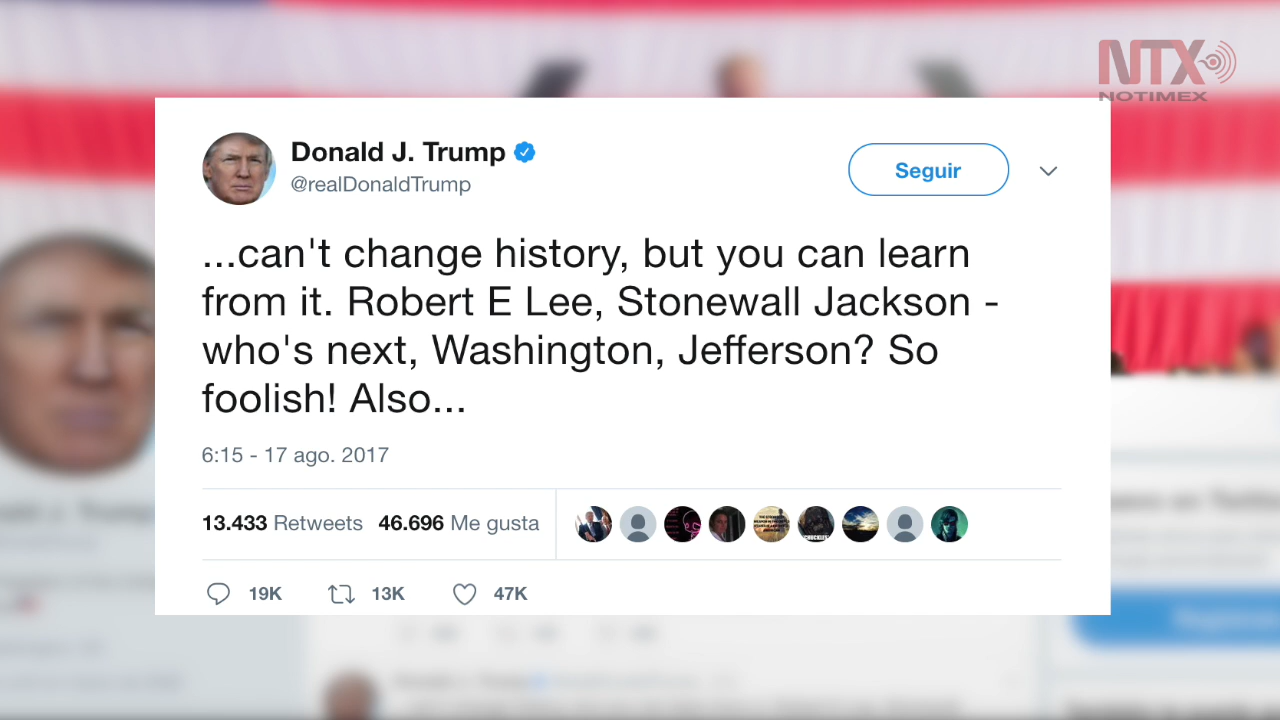 NTX
NOTIMEX
Donald J. Trump
@realDonaldTrump
Seguir
...can't change history, but you can learn
from it. Robert E Lee, Stonewall Jackson -
who's next, Washington, Jefferson? So
foolish! Also...
6:15 - 17 ago. 2017
13.433 Retweets 46.696 Me gusta
19K 13K 47K